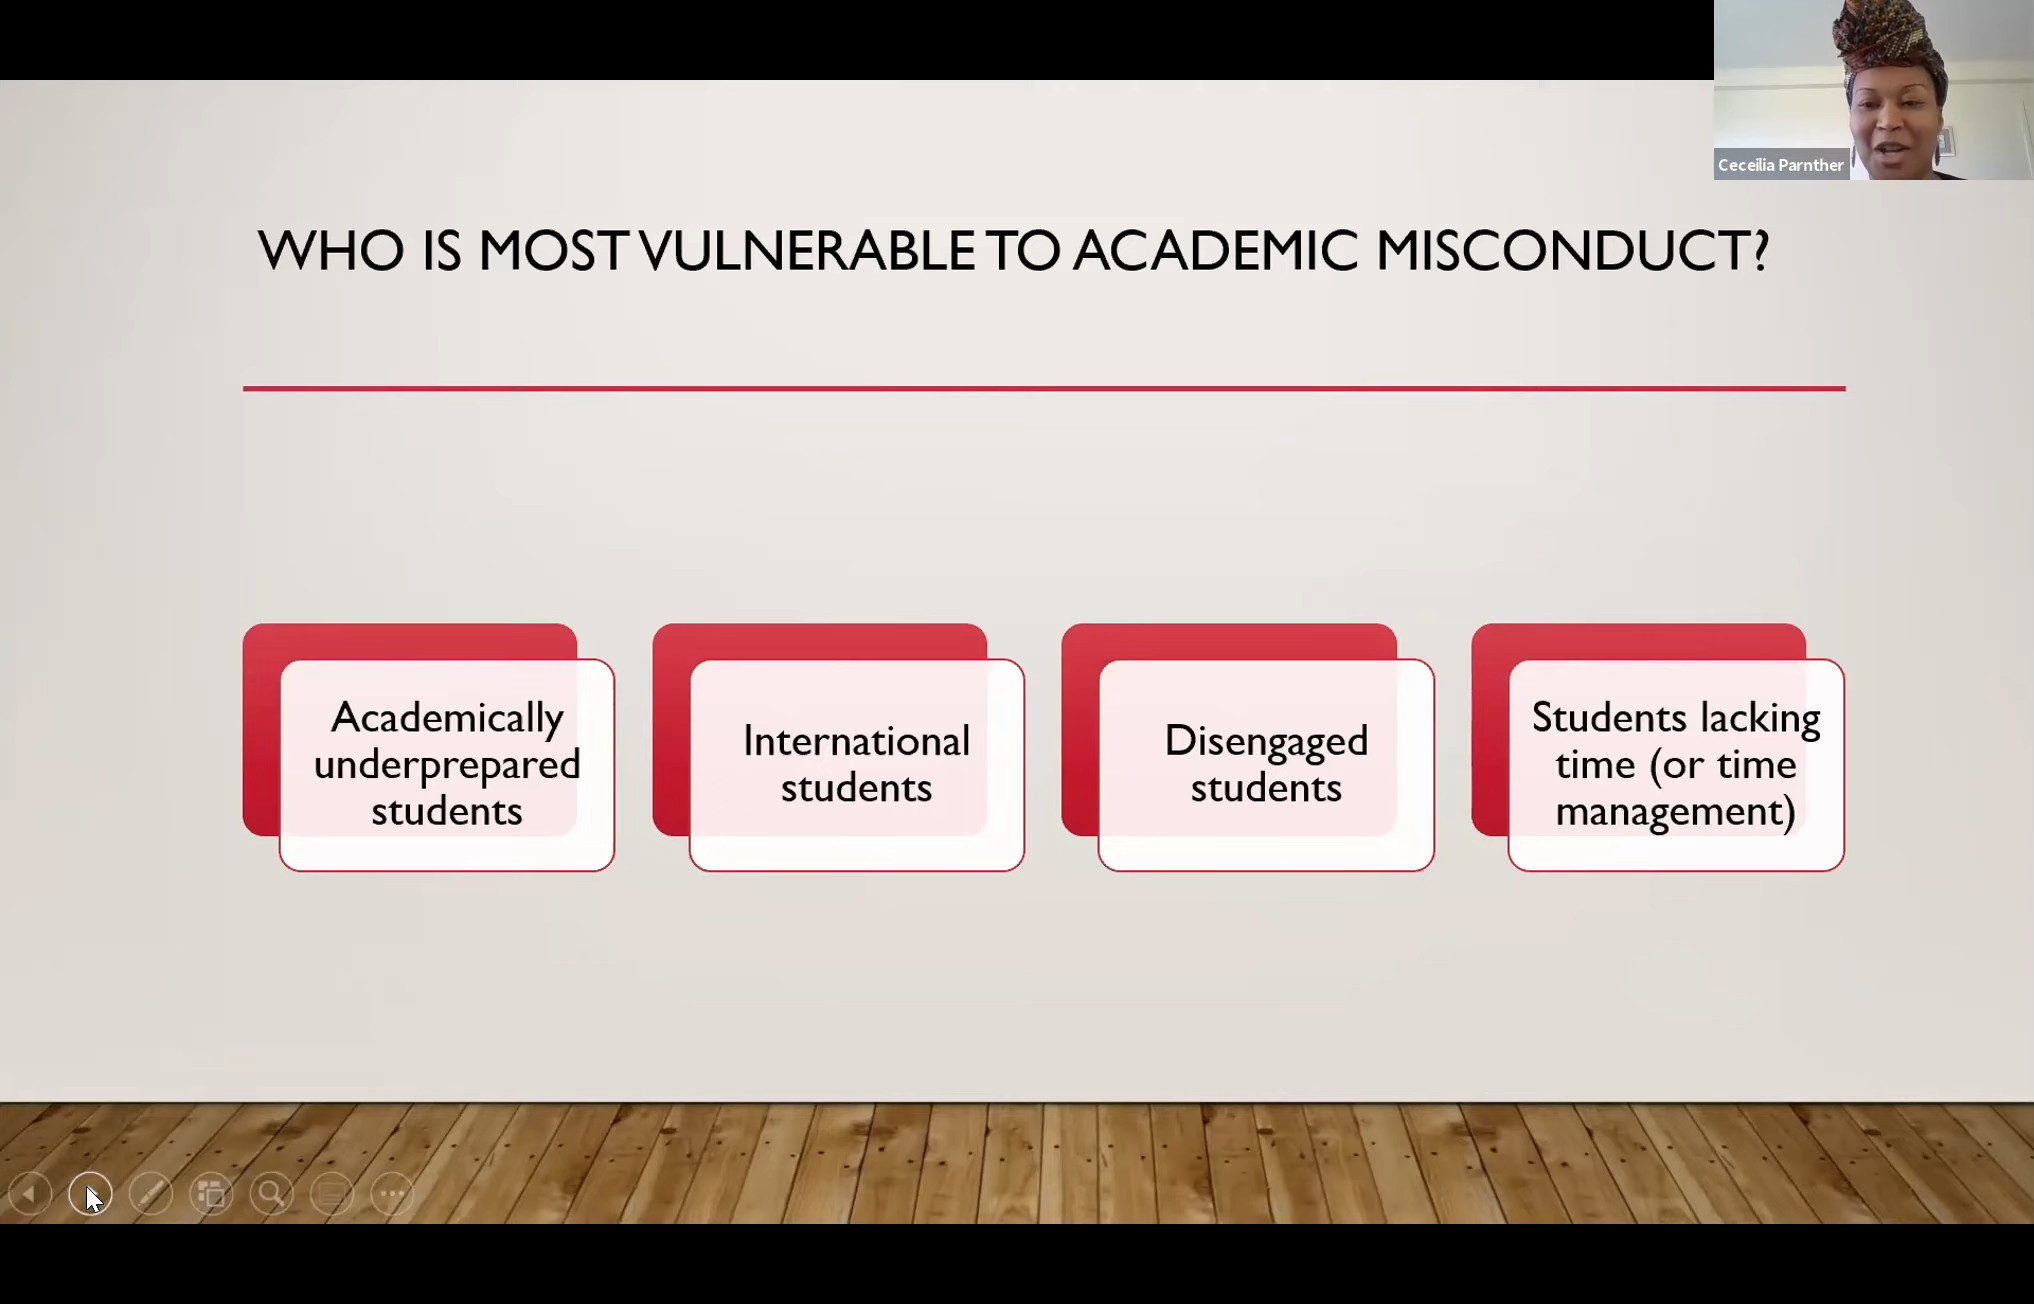 Ceceilia Parnther
WHO IS MOST VULNERABLE TO ACADEMIC MISCONDUCT?
Academically
underprepared
students
International
students
Disengaged
students
Students lacking
time (or time
management)